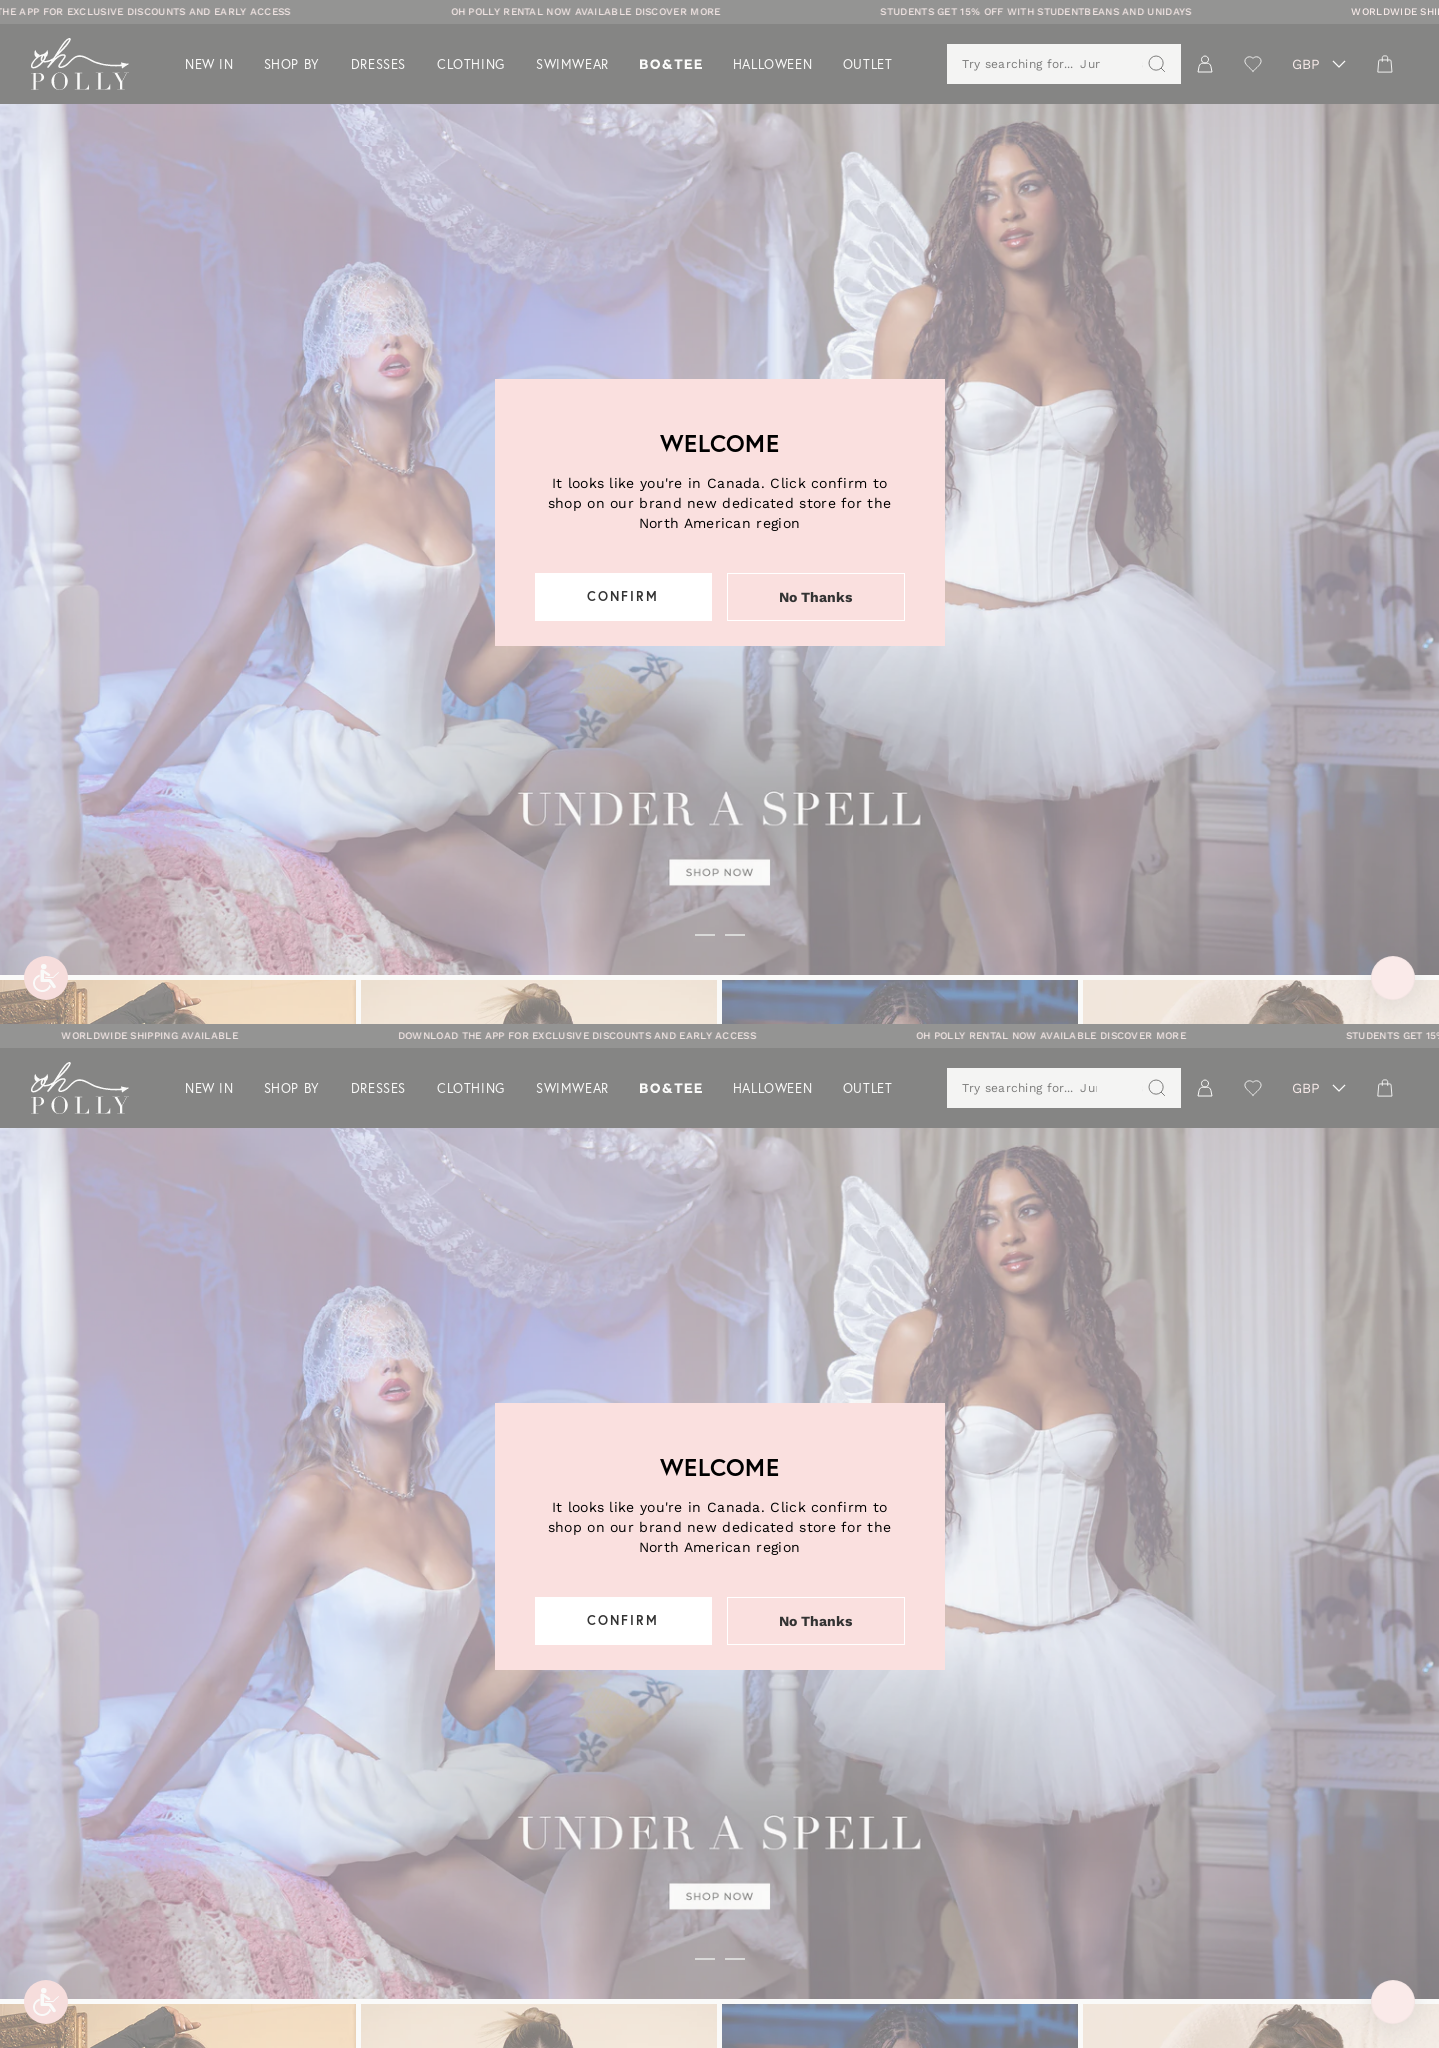 THE APP FOR EXCLUSIVE DISCOUNTS AND EARLY ACCESS OH POLLY RENTAL NOW AVAILABLE DISCOVER MORE STUDENTS GET 15% OFF WITH STUDENTBEANS AND UNIDAYS WORLDWIDE SHI
oh
POLLY
NEW IN SHOP BY DRESSES CLOTHING SWIMWEAR BO&TEE HALLOWEEN OUTLET Try searching for... Jur GBP
WELCOME
It looks like you're in Canada. Click confirm to
shop on our brand new dedicated store for the
North American region
CONFIRM No Thanks
UNDER A SPELL
SHOP NOW
WORLDWIDE SHIPPING AVAILABLE DOWNLOAD THE APP FOR EXCLUSIVE DISCOUNTS AND EARLY ACCESS OH POLLY RENTAL NOW AVAILABLE DISCOVER MORE STUDENTS GET 15%
oh
POLLY
NEW IN SHOP BY DRESSES CLOTHING SWIMWEAR BO&TEE HALLOWEEN OUTLET Try searching for... Ju GBP
WELCOME
It looks like you're in Canada. Click confirm to
shop on our brand new dedicated store for the
North American region
CONFIRM No Thanks
UNDER A SPELL
SHOP NOW